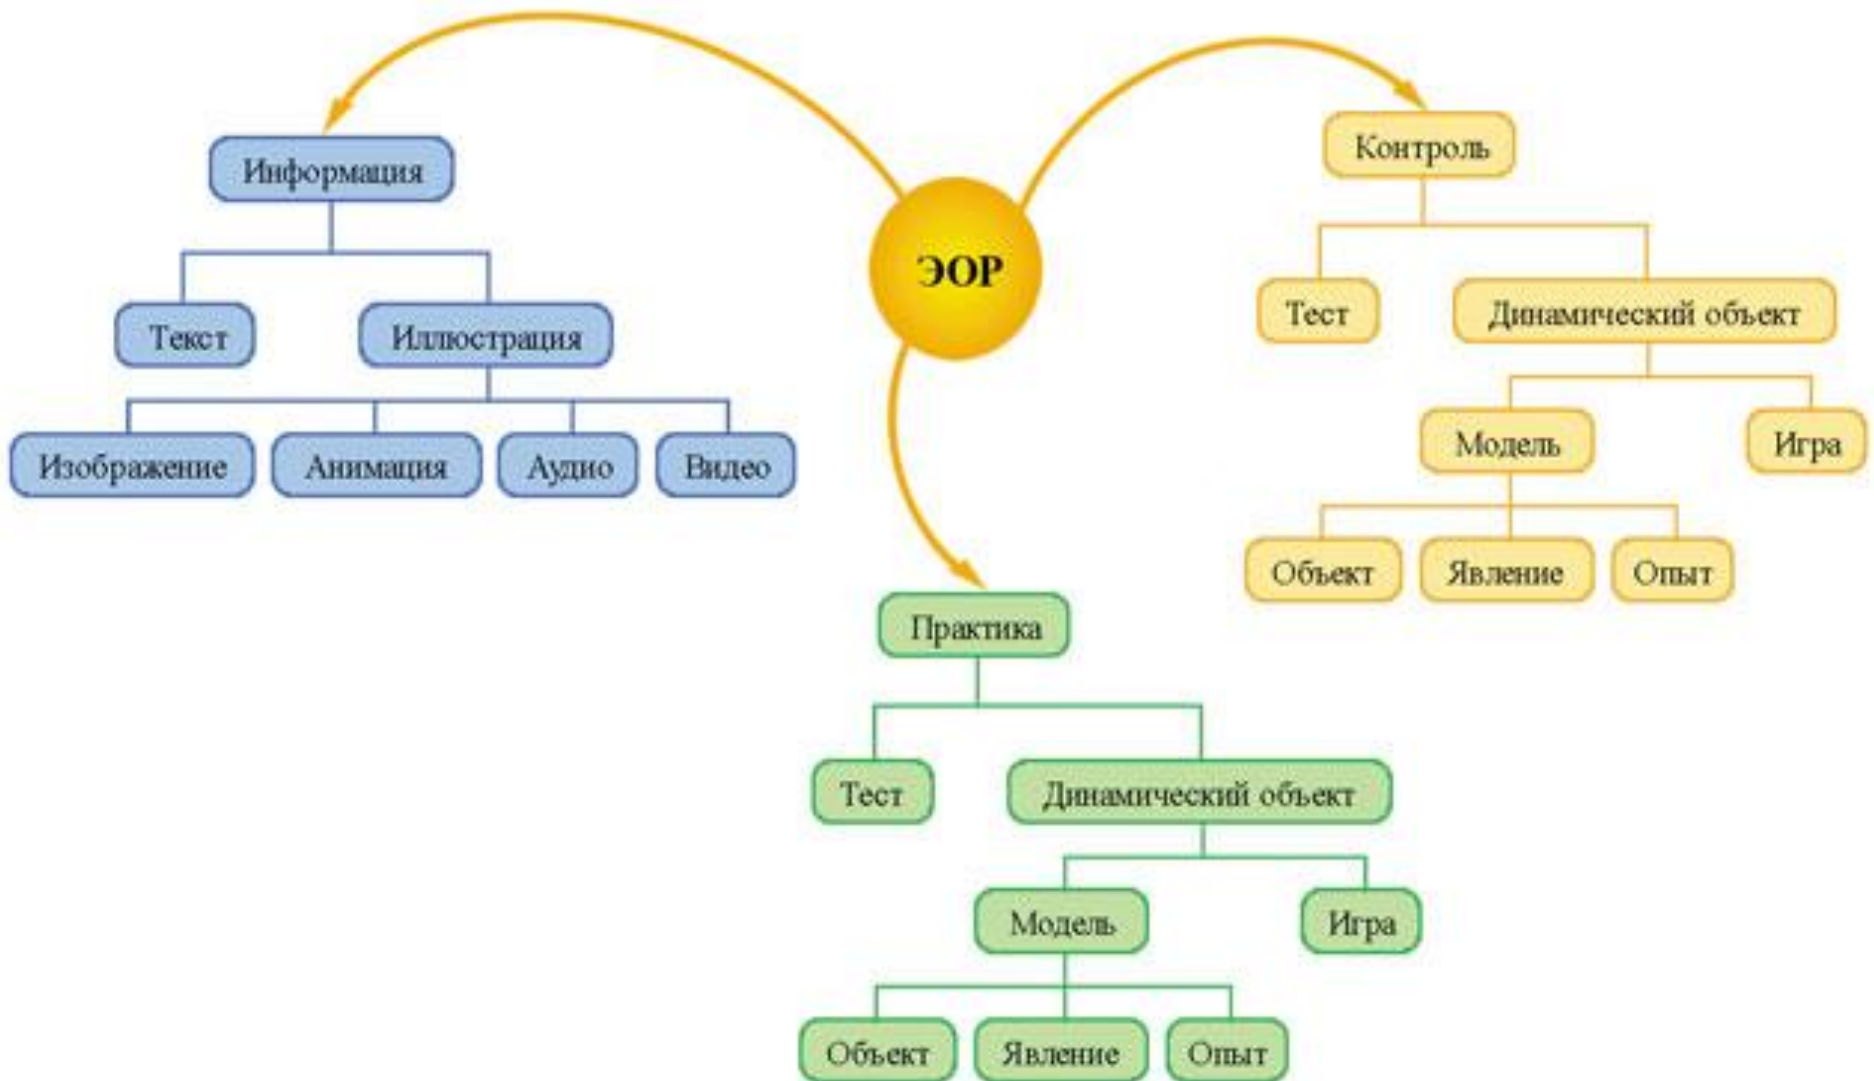 ЭОР
Информация
Текст
Иллюстрация
Изображение
Анимация
Аудио
Видео
Контроль
Тест
Динамический объект
Модель
Игра
Объект
Явление
Опыт
Практика
Тест
Динамический объект
Модель
Игра
Объект
Явление
Опыт